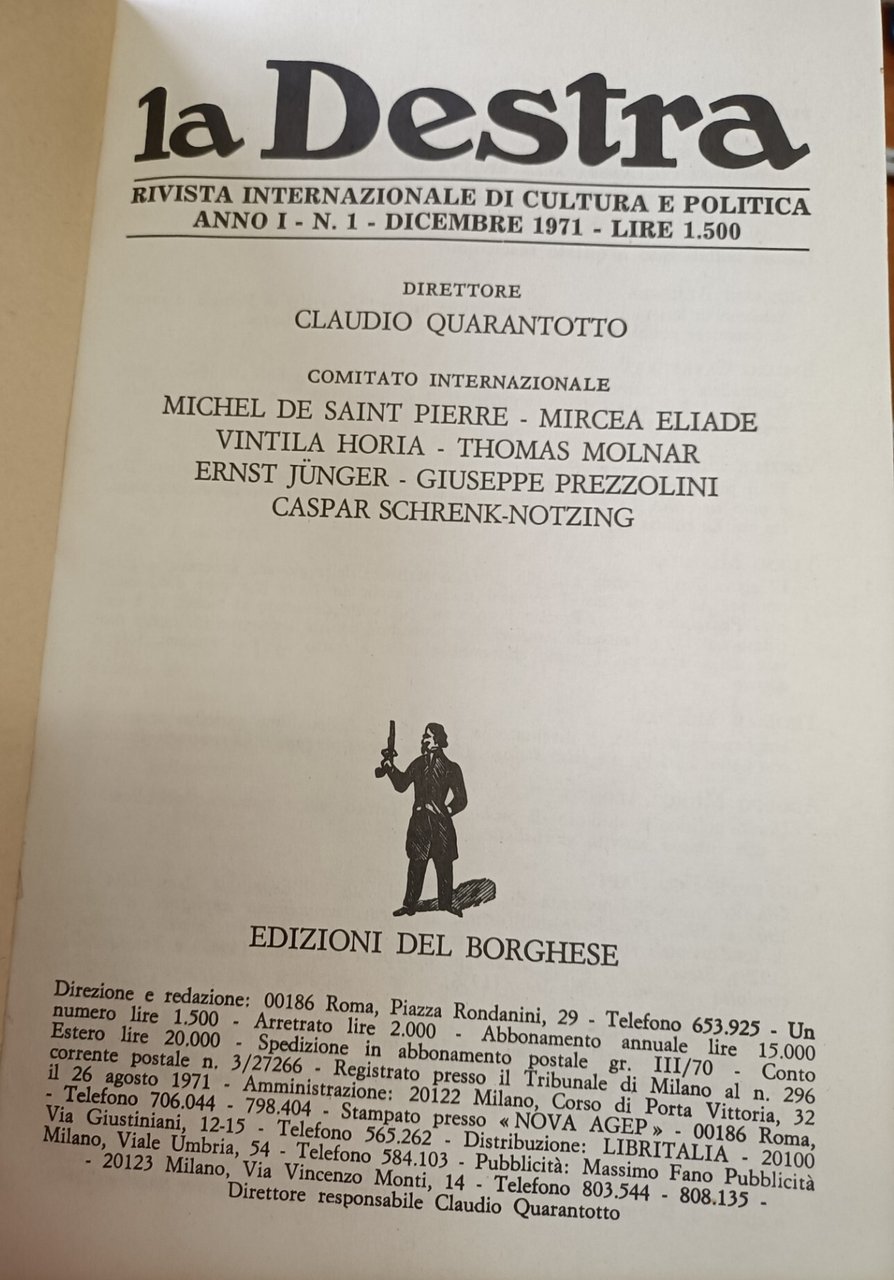 la Destra
RIVISTA INTERNAZIONALE DI CULTURA E POLITICA
ANNO I - N. 1 - DICEMBRE 1971 - LIRE 1.500
DIRETTORE
CLAUDIO QUARANTOTTO
COMITATO INTERNAZIONALE
MICHEL DE SAINT PIERRE - MIRCEA ELIADE
VINTILA HORIA - THOMAS MOLNAR
ERNST JÜNGER - GIUSEPPE PREZZOLINI
CASPAR SCHRENK-NOTZING
EDIZIONI DEL BORGHESE
Direzione e redazione: 00186 Roma, Piazza Rondanini, 29 - Telefono 653.925 - Un
numero lire 1.500 - Arretrato lire 2.000 - Abbonamento annuale lire 15.000
Estero lire 20.000 - Spedizione in abbonamento postale gr. III/70 - Conto
corrente postale n. 3/27266 - Registrato presso il Tribunale di Milano al n. 296
il 26 agosto 1971 - Amministrazione: 20122 Milano, Corso di Porta Vittoria, 32
- Telefono 706.044 - 798.404 - Stampato presso «NOVA AGEP» - 00186 Roma,
Via Giustiniani, 12-15 - Telefono 565.262 - Distribuzione: LIBRITALIA - 20100
Milano, Viale Umbria, 54 - Telefono 584.103 - Pubblicità: Massimo Fano Pubblicità
- 20123 Milano, Via Vincenzo Monti, 14 - Telefono 803.544 - 808.135 -
Direttore responsabile Claudio Quarantotto